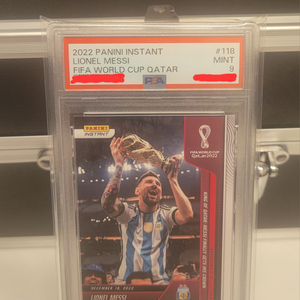 2022 PANINI INSTANT #118
LIONEL MESSI MINT
FIFA WORLD CUP QATAR 9
PSA
PANINI
INSTANT
FIFA WORLD CUP
Qatar2022
DECEMBER 18, 2022
LIONEL MESSI